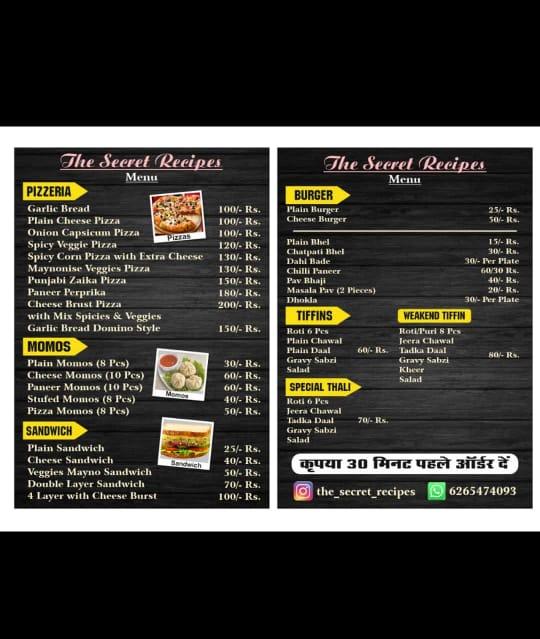 The Secret Recipes
Menu
PIZZERIA
Garlic Bread 100/- Rs.
Plain Cheese Pizza 100/- Rs.
Onion Capsicum Pizza 100/- Rs.
Spicy Veggie Pizza 120/- Rs.
Spicy Corn Pizza with Extra Cheese 130/- Rs.
Maynonise Veggies Pizza 130/- Rs.
Punjabi Zaika Pizza 150/- Rs.
Paneer Perprika 180/- Rs.
Cheese Brust Pizza 200/- Rs.
with Mix Spicies & Veggies
Garlic Bread Domino Style 150/- Rs.
Pizzas
MOMOS
Plain Momos (8 Pcs) 30/- Rs.
Cheese Momos (10 Pcs) 60/- Rs.
Paneer Momos (10 Pcs) 60/- Rs.
Stufed Momos (8 Pcs) 40/- Rs.
Pizza Momos (8 Pcs) 50/- Rs.
Momos
SANDWICH
Plain Sandwich 25/- Rs.
Cheese Sandwich 40/- Rs.
Veggies Mayno Sandwich 50/- Rs.
Double Layer Sandwich 70/- Rs.
4 Layer with Cheese Burst 100/- Rs.
Sandwich
The Secret Recipes
Menu
BURGER
Plain Burger 25/- Rs.
Cheese Burger 50/- Rs.
Plain Bhel 15/- Rs.
Chatpati Bhel 30/- Rs.
Dahi Bade 30/- Per Plate
Chilli Paneer 60/30 Rs.
Pav Bhaji 40/- Rs.
Masala Pav (2 Pieces) 20/- Rs.
Dhokla 30/- Per Plate
TIFFINS
Roti 6 Pcs
Plain Chawal
Plain Daal 60/- Rs.
Gravy Sabzi
Salad
WEAKEND TIFFIN
Roti/Puri 8 Pcs
Jeera Chawal
Tadka Daal
Gravy Sabzi 80/- Rs.
Kheer
Salad
SPECIAL THALI
Roti 6 Pcs
Jeera Chawal
Tadka Daal 70/- Rs.
Gravy Sabzi
Salad
कृपया 30 मिनट पहले ऑर्डर दें
the_secret_recipes 6265474093